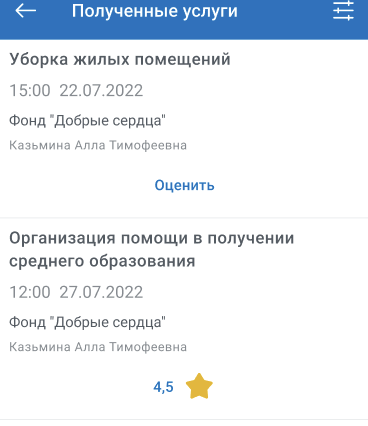 Полученные услуги
Уборка жилых помещений
15:00 22.07.2022
Фонд "Добрые сердца"
Казьмина Алла Тимофеевна
Оценить
Организация помощи в получении
среднего образования
12:00 27.07.2022
Фонд "Добрые сердца"
Казьмина Алла Тимофеевна
4,5